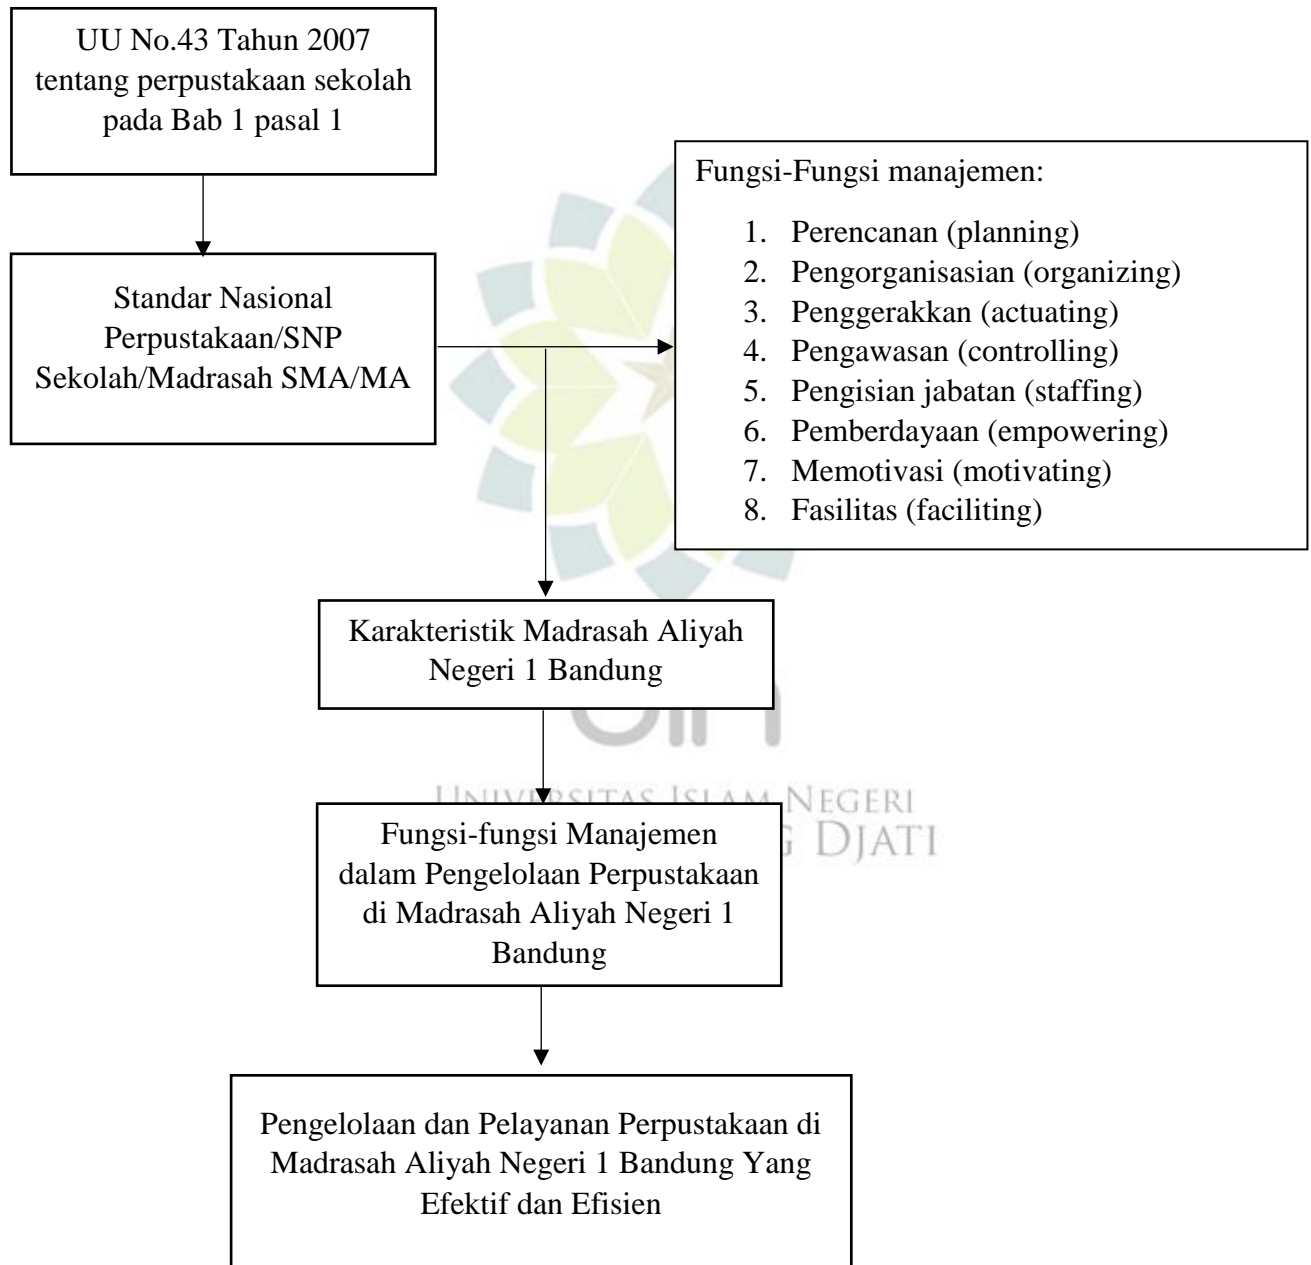 UU No.43 Tahun 2007
tentang perpustakaan sekolah
pada Bab 1 pasal 1
Fungsi-Fungsi manajemen:
1. Perencanan (planning)
2. Pengorganisasian (organizing)
3. Penggerakkan (actuating)
4. Pengawasan (controlling)
5. Pengisian jabatan (staffing)
6. Pemberdayaan (empowering)
7. Memotivasi (motivating)
8. Fasilitas (faciliting)
Standar Nasional
Perpustakaan/SNP
Sekolah/Madrasah SMA/MA
Karakteristik Madrasah Aliyah
Negeri 1 Bandung
UNIVERSITAS ISLAM NEGERI
DJATI
Fungsi-fungsi Manajemen
dalam Pengelolaan Perpustakaan
di Madrasah Aliyah Negeri 1
Bandung
Pengelolaan dan Pelayanan Perpustakaan di
Madrasah Aliyah Negeri 1 Bandung Yang
Efektif dan Efisien